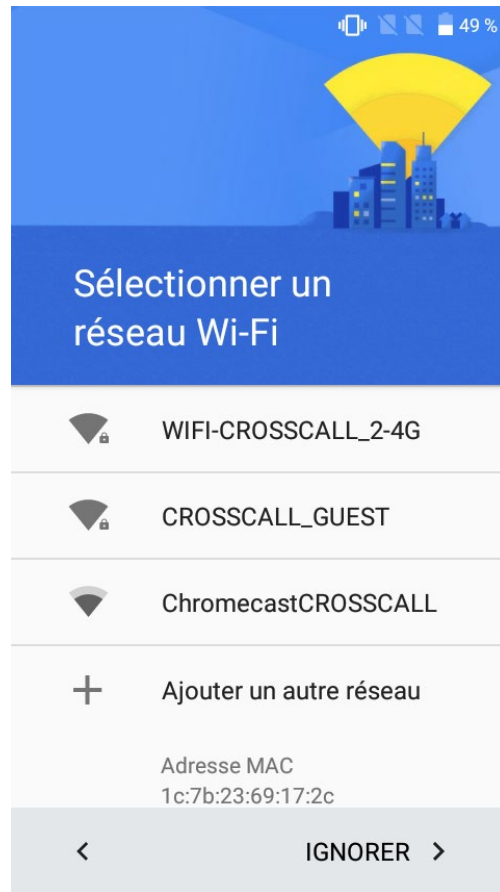 49 %
Sélectionner un
réseau Wi-Fi
WIFI-CROSSCALL_2-4G
CROSSCALL_GUEST
ChromecastCROSSCALL
Ajouter un autre réseau
Adresse MAC
1c:7b:23:69:17:2c
IGNORER